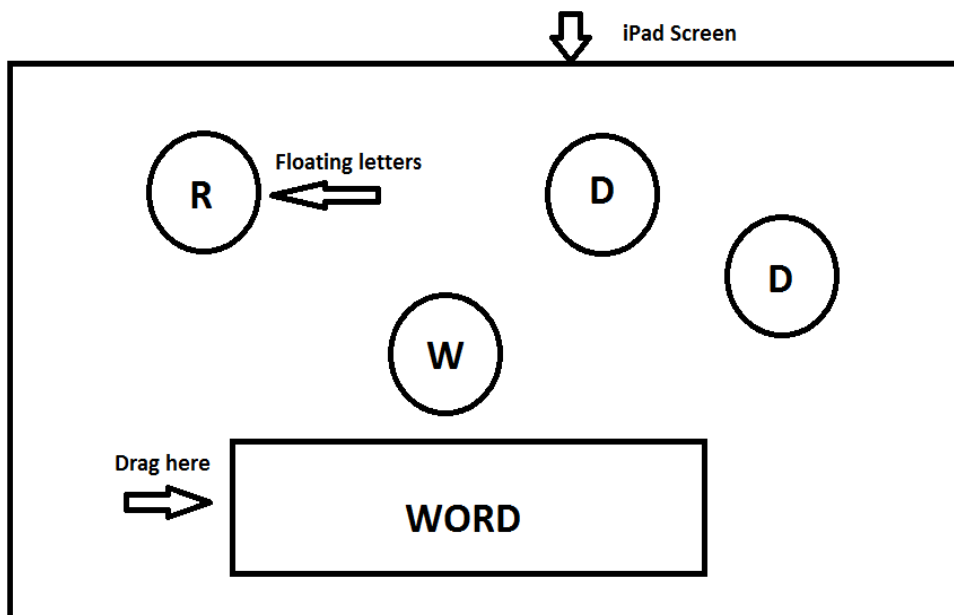 iPad Screen
Floating letters
R
D
D
W
Drag here
WORD